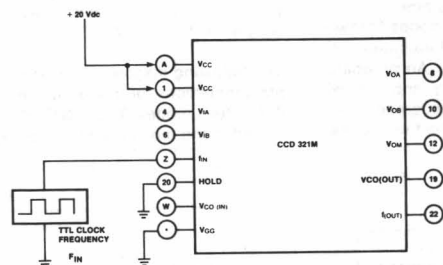 + 20 Vdc
A VCC
1 VCC
4 VIA
6 VIB
Z fIN
20 HOLD
W VCO (IN)
• VGG
CCD 321M
VOA 8
VOB 10
VOM 12
VCO(OUT) 19
f(OUT) 22
TTL CLOCK
FREQUENCY
FIN